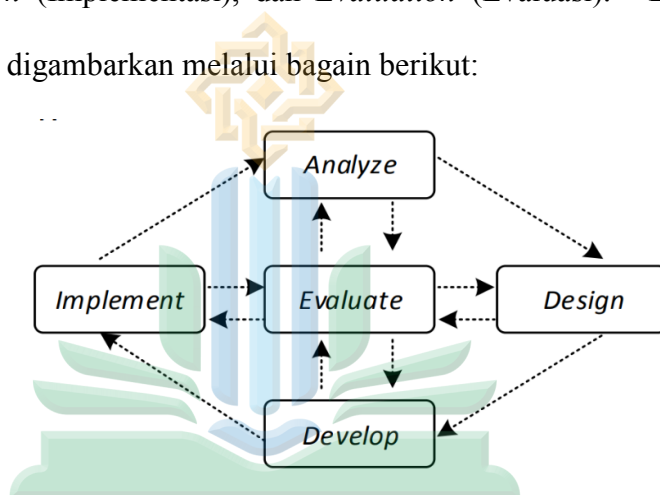 (Implementasi), dan Evaluation (Evaluasi).
digambarkan melalui bagain berikut:
Analyze
Implement
Evaluate
Design
Develop